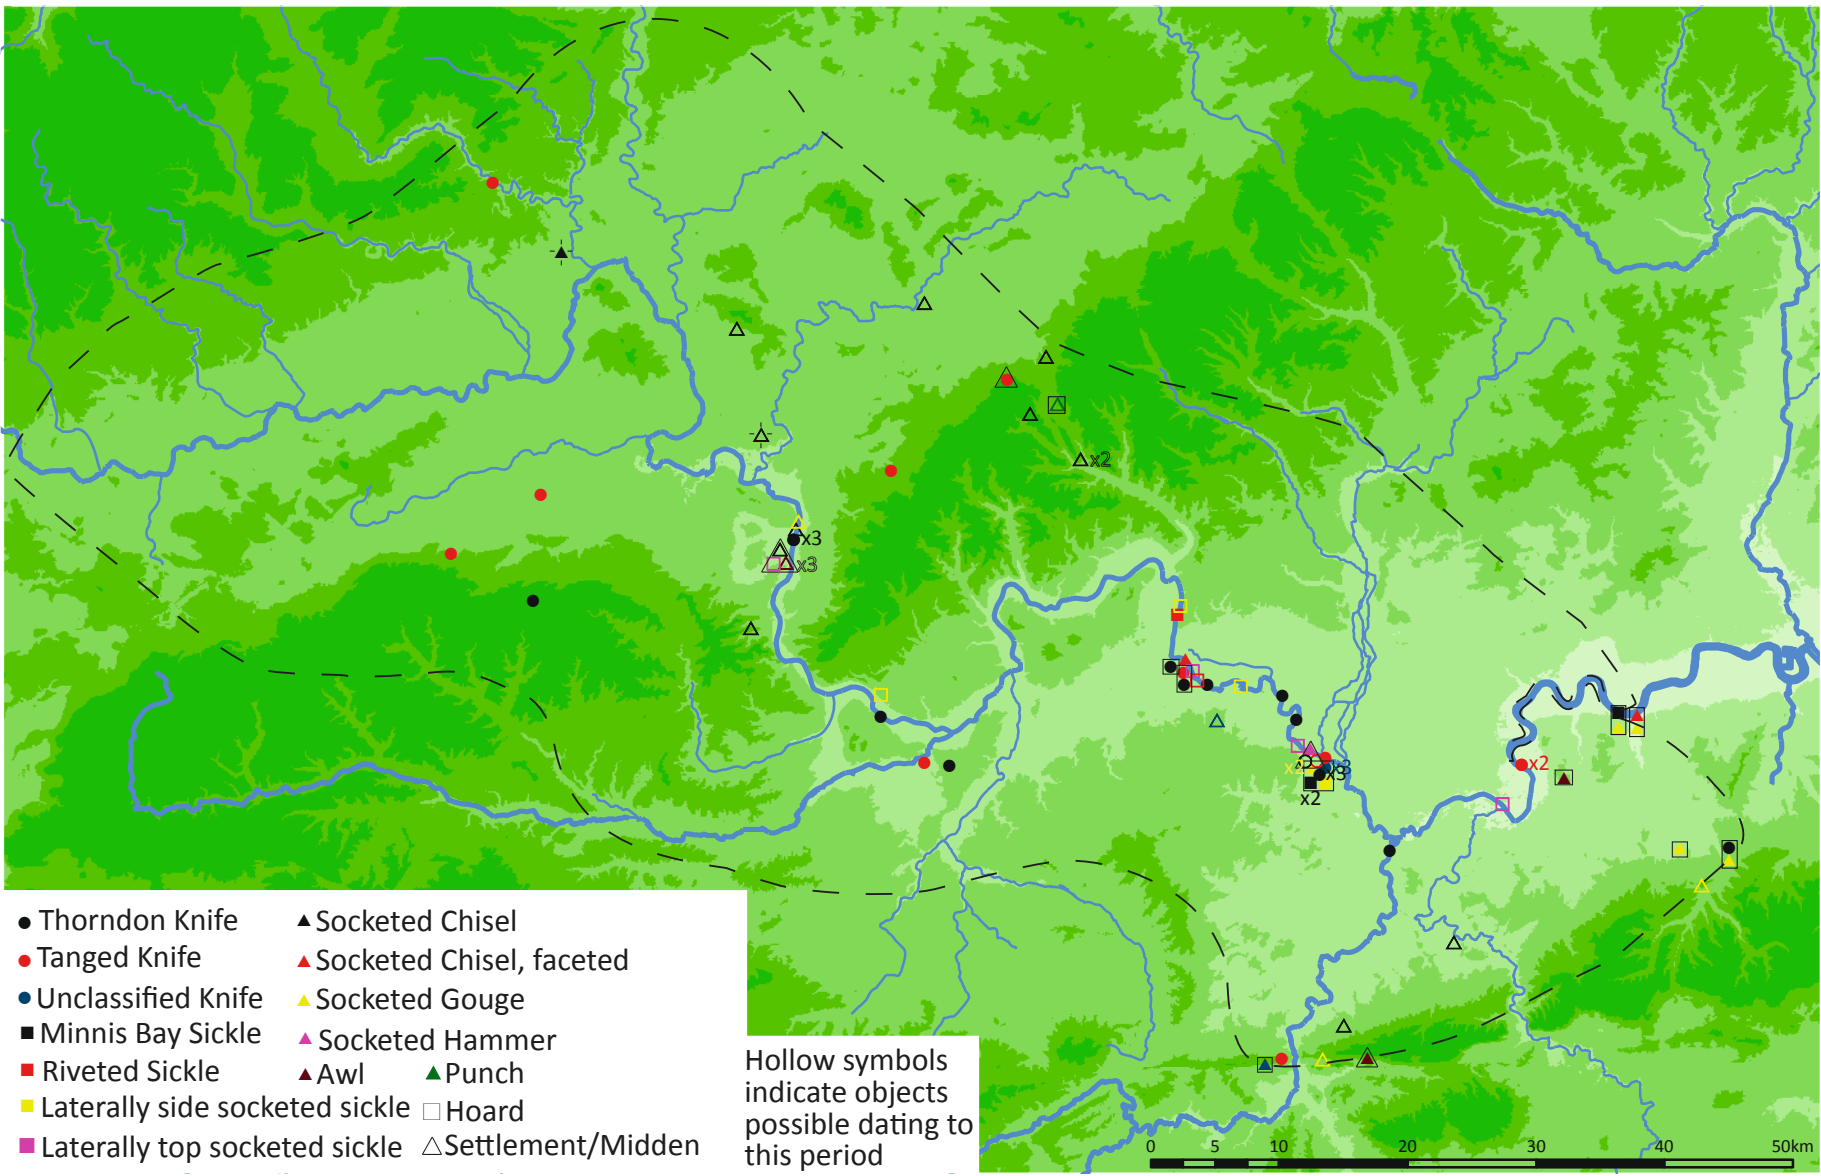 x2
x3
x3
x2
x3
x3
x2
x2
Thorndon Knife
Tanged Knife
Unclassified Knife
Minnis Bay Sickle
Riveted Sickle
Laterally side socketed sickle
Laterally top socketed sickle
Socketed Chisel
Socketed Chisel, faceted
Socketed Gouge
Socketed Hammer
Awl
Punch
Hoard
Settlement/Midden
Hollow symbols
indicate objects
possible dating to
this period
0 5 10 20 30 40 50km